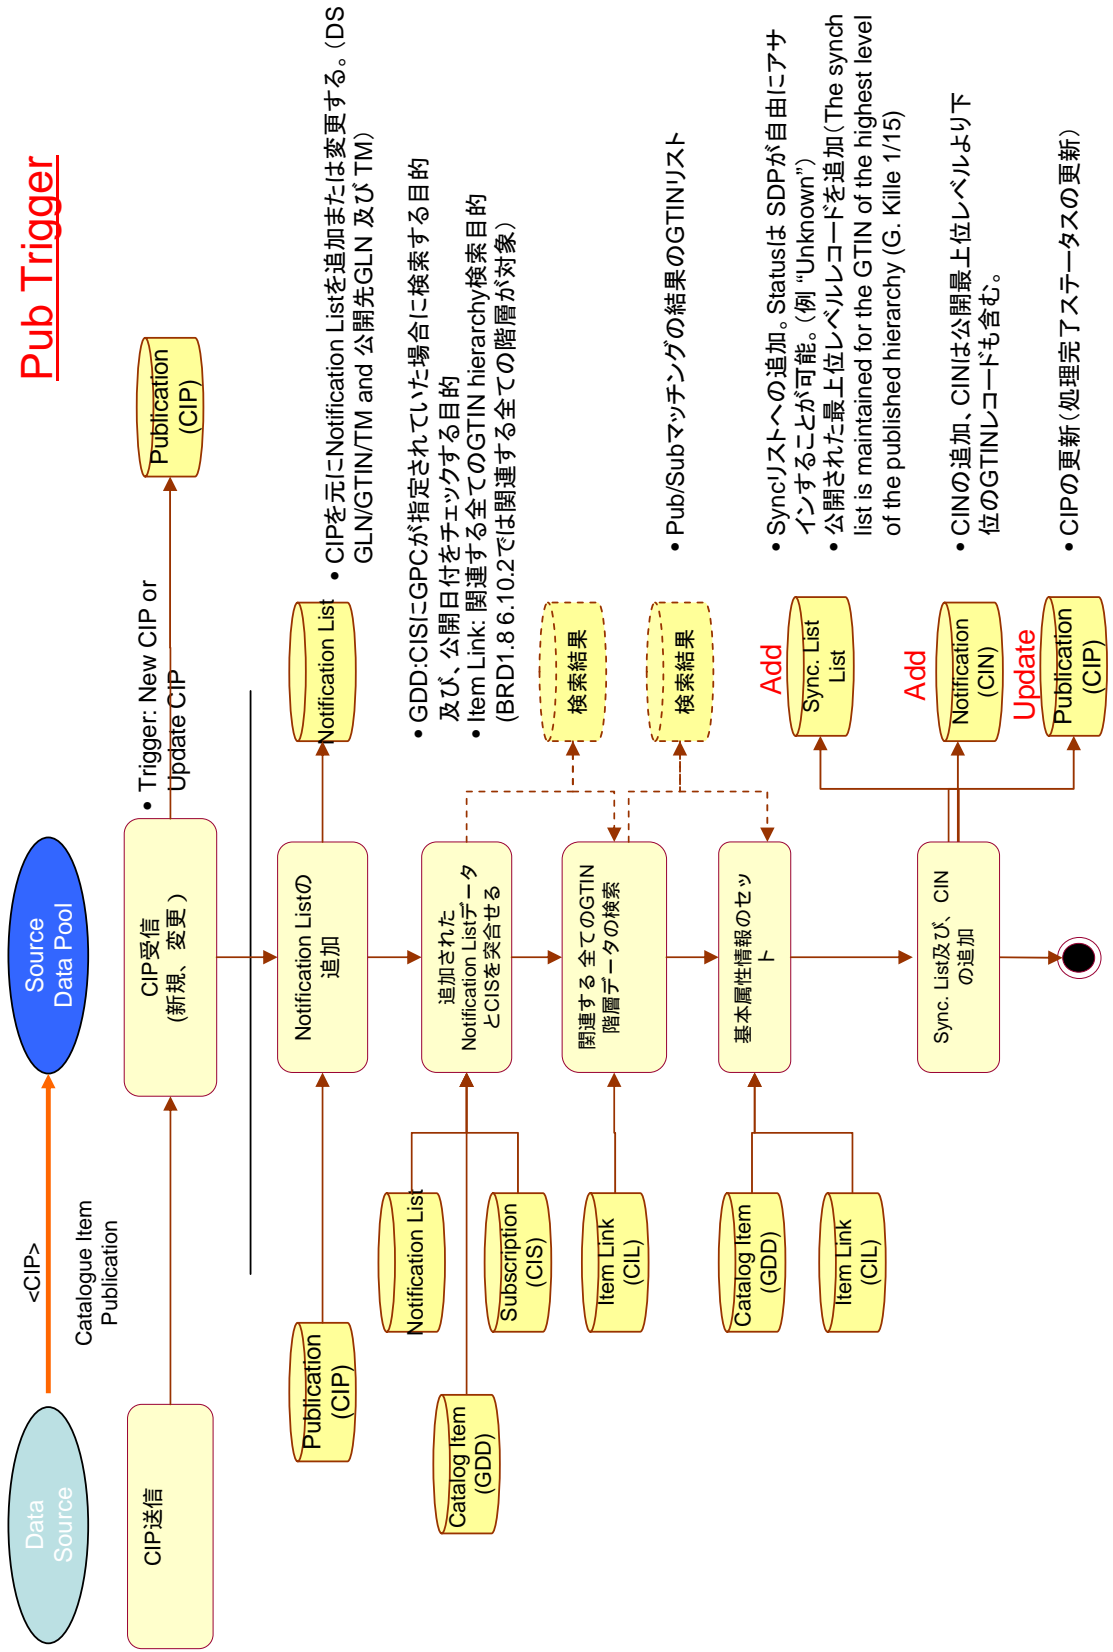 Pub Trigger
Data
Source
<CIP>
Catalogue Item
Publication
Source
Data Pool
CIP送信
CIP受信
(新規、変更 )
• Trigger: New CIP or
Update CIP
Publication
(CIP)
Publication
(CIP)
Notification Listの
追加
Notification List
• CIPを元にNotification Listを追加または変更する。（DS
GLN/GTIN/TM and 公開先GLN 及び TM）
Notification List
Catalog Item
(GDD)
Subscription
(CIS)
追加された
Notification Listデータ
とCISを突合せる
• GDD:CISにGPCが指定されていた場合に検索する目的
及び、公開日付をチェックする目的
• Item Link: 関連する全てのGTIN hierarchy検索目的
(BRD1.8 6.10.2では関連する全ての階層が対象）
検索結果
Item Link
(CIL)
関連する 全てのGTIN
階層データの検索
検索結果
• Pub/Subマッチングの結果のGTINリスト
Catalog Item
(GDD)
Item Link
(CIL)
基本属性情報のセッ
ト
Add
Sync. List
List
• Syncリストへの追加。Statusは SDPが自由にアサ
インすることが可能。（例 “Unknown”）
• 公開された最上位レベルレコードを追加（The synch
list is maintained for the GTIN of the highest level
of the published hierarchy (G. Kille 1/15)
Sync. List及び、CIN
の追加
Add
Notification
(CIN)
• CINの追加、CINは公開最上位レベルより下
位のGTINレコードも含む。
Update
Publication
(CIP)
• CIPの更新（処理完了ステータスの更新）